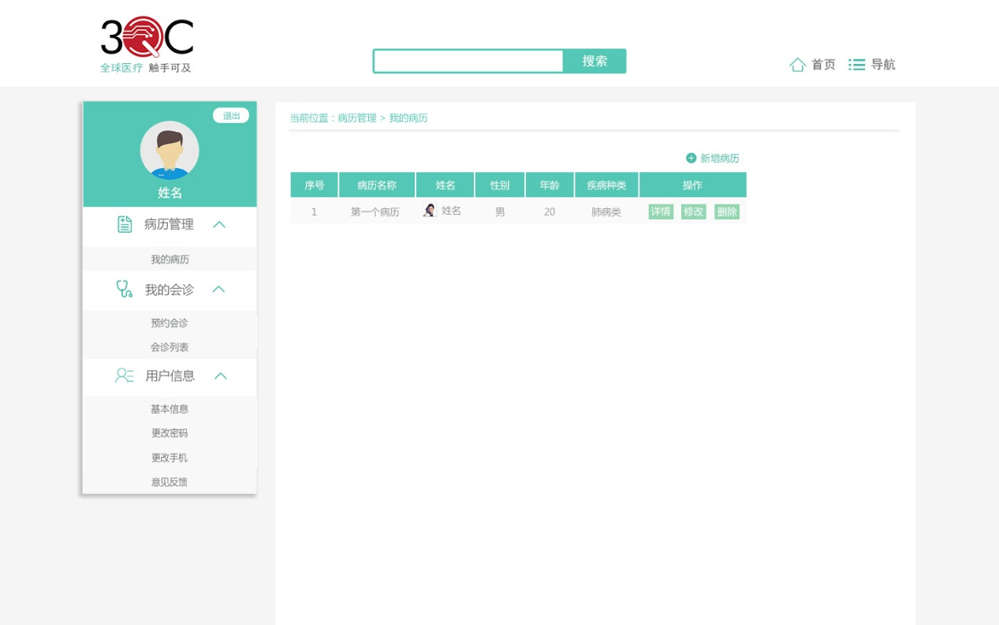 3QC
全球医疗 触手可及
搜索
首页 导航
退出
姓名
病历管理
我的病历
我的会诊
预约会诊
会诊列表
用户信息
基本信息
更改密码
更改手机
意见反馈
当前位置：病历管理 > 我的病历
新增病历
序号 病历名称 姓名 性别 年龄 疾病种类 操作
1 第一个病历 姓名 男 20 肺病类 详情 修改 删除